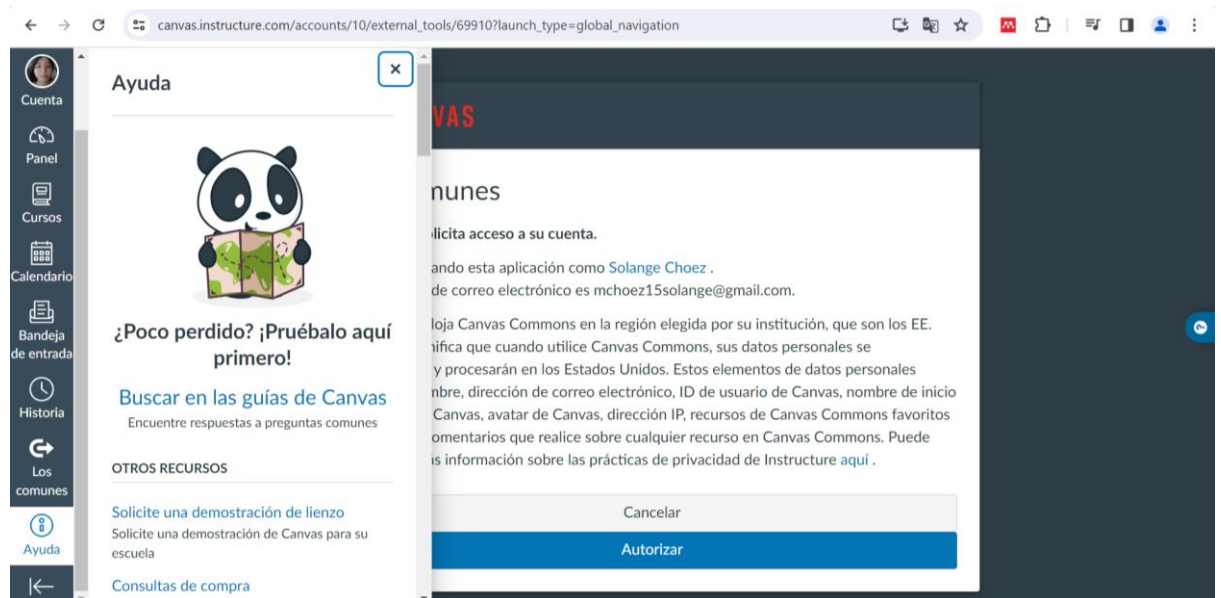 canvas.instructure.com/accounts/10/external_tools/69910?launch_type=global_navigation
Cuenta
Panel
Cursos
Calendario
Bandeja
de entrada
Historia
Los
comunes
Ayuda
Ayuda
¿Poco perdido? ¡Pruébalo aquí
primero!
Buscar en las guías de Canvas
Encuentre respuestas a preguntas comunes
OTROS RECURSOS
Solicite una demostración de lienzo
Solicite una demostración de Canvas para su
escuela
Consultas de compra
VAS
munes
licita acceso a su cuenta.
ando esta aplicación como Solange Choez .
de correo electrónico es mchoez15solange@gmail.com.
loja Canvas Commons en la región elegida por su institución, que son los EE.
nifica que cuando utilice Canvas Commons, sus datos personales se
y procesarán en los Estados Unidos. Estos elementos de datos personales
mbre, dirección de correo electrónico, ID de usuario de Canvas, nombre de inicio
Canvas, avatar de Canvas, dirección IP, recursos de Canvas Commons favoritos
omentarios que realice sobre cualquier recurso en Canvas Commons. Puede
s información sobre las prácticas de privacidad de Instructure aquí .
Cancelar
Autorizar